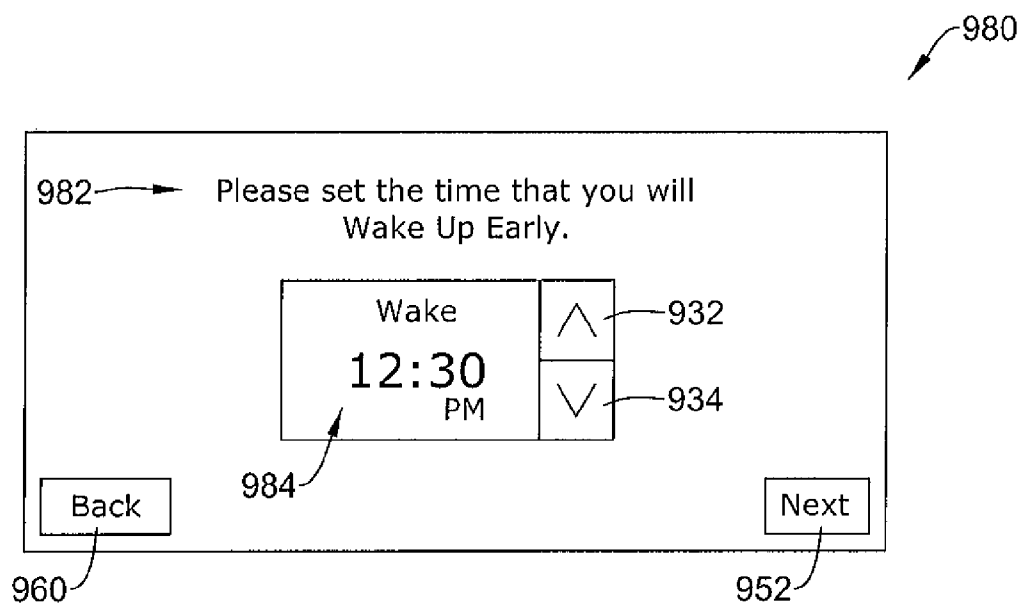 980
982
Please set the time that you will
Wake Up Early.
Wake
12:30
PM
932
934
984
Back
Next
960
952